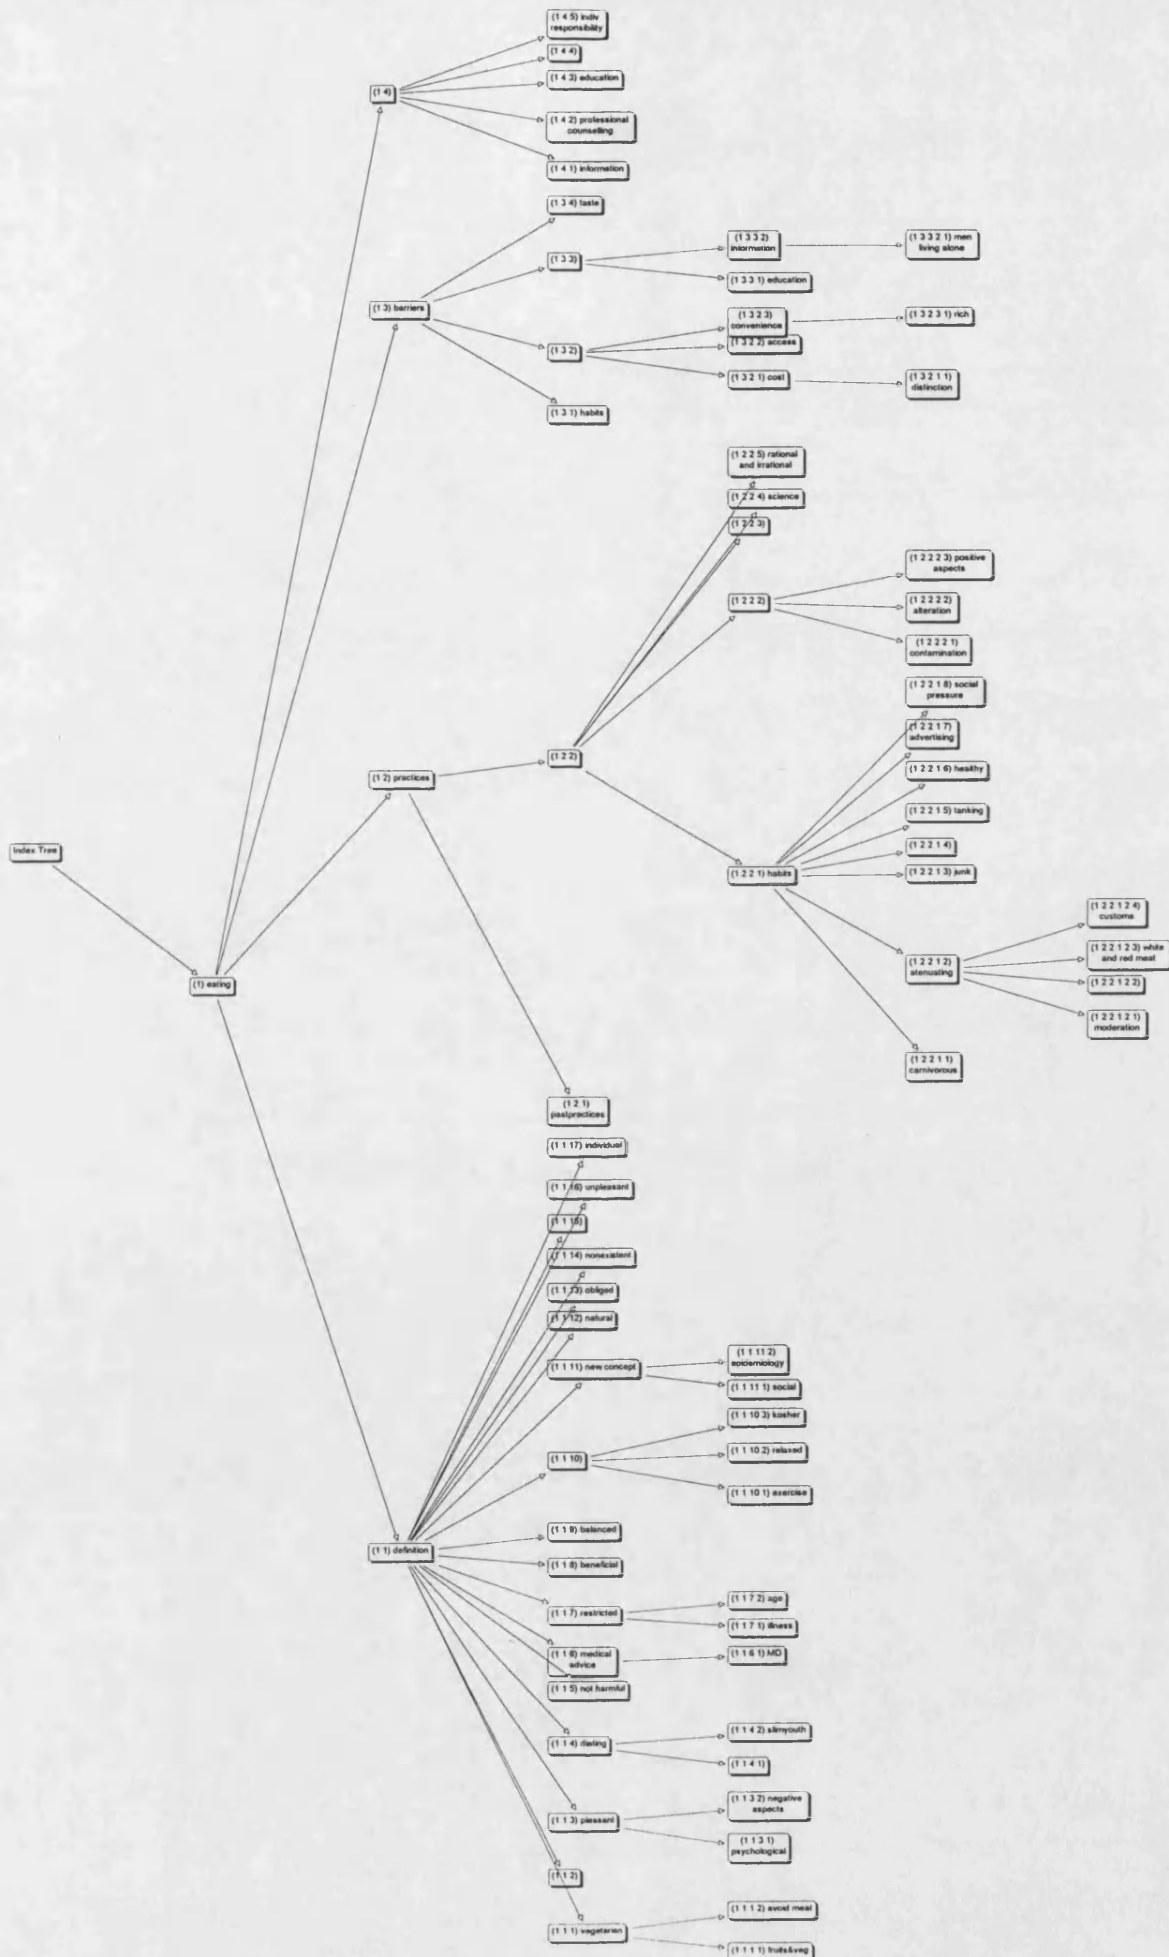 (1 4 5) indiv
responsibility
(1 4 4)
(1 4 3) education
(1 4)
(1 4 2) professional
counselling
(1 4 1) information
(1 3 4) taste
(1 3 3 2)
information
(1 3 3 2 1) men
living alone
(1 3 3)
(1 3 3 1) education
(1 3) barriers
(1 3 2 3)
convenience
(1 3 2 3 1) rich
(1 3 2 2) access
(1 3 2)
(1 3 2 1) cost
(1 3 2 1 1)
distinction
(1 3 1) habits
(1 2 2 5) rational
and irrational
(1 2 2 4) science
(1 2 2 3)
(1 2 2 2 3) positive
aspects
(1 2 2 2)
(1 2 2 2 2)
alteration
(1 2 2 2 1)
contamination
(1 2 2 1 8) social
pressure
(1 2 2 1 7)
advertising
(1 2 2)
(1 2 2 1 6) healthy
(1 2) practices
(1 2 2 1 5) tanking
(1 2 2 1 4)
Index Tree
(1 2 2 1) habits
(1 2 2 1 3) junk
(1 2 2 1 2 4)
customs
(1 2 2 1 2 3) white
and red meat
(1 2 2 1 2)
atenuating
(1 2 2 1 2 2)
(1) eating
(1 2 2 1 2 1)
moderation
(1 2 2 1 1)
carnivorous
(1 2 1)
pastpractices
(1 1 17) individual
(1 1 16) unpleasant
(1 1 15)
(1 1 14) nonexistent
(1 1 13) obliged
(1 1 12) natural
(1 1 11) new concept
(1 1 11 2)
epidemiology
(1 1 11 1) social
(1 1 10 3) kosher
(1 1 10)
(1 1 10 2) relaxed
(1 1 10 1) exercise
(1 1 9) balanced
(1 1) definition
(1 1 8) beneficial
(1 1 7 2) age
(1 1 7) restricted
(1 1 7 1) illness
(1 1 6) medical
advice
(1 1 6 1) MD
(1 1 5) not harmful
(1 1 4 2) slimyouth
(1 1 4) dieting
(1 1 4 1)
(1 1 3 2) negative
aspects
(1 1 3) pleasant
(1 1 3 1)
psychological
(1 1 2)
(1 1 1 2) avoid meat
(1 1 1) vegetarian
(1 1 1 1) fruits&veg